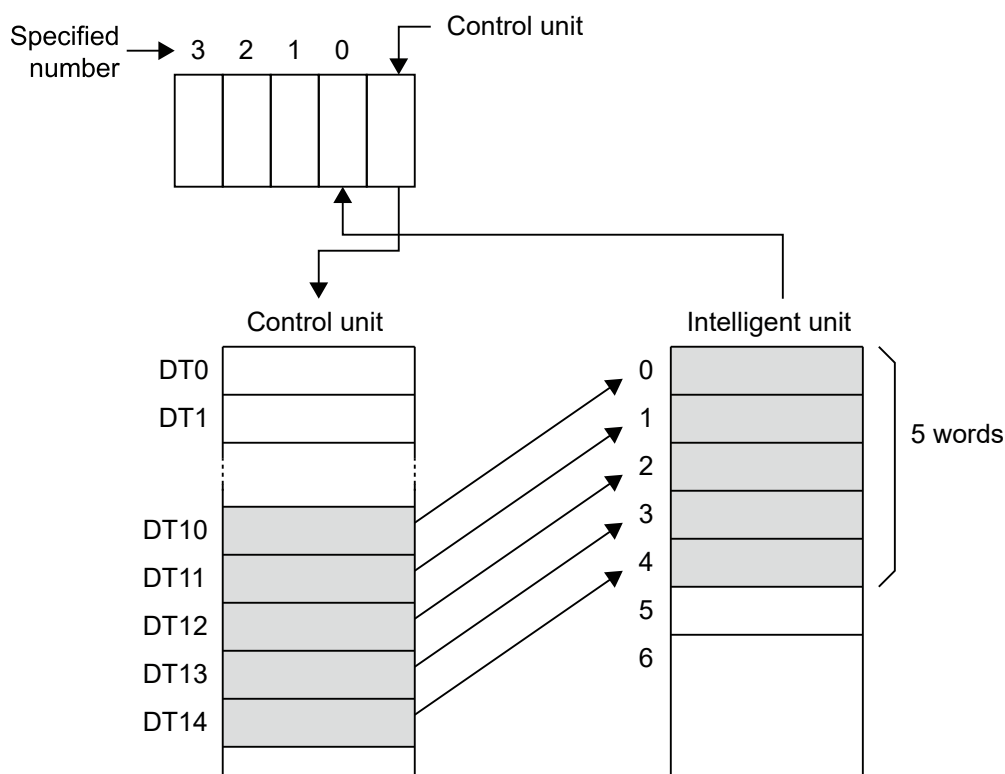 Specified
number
3 2 1 0
Control unit
Control unit
Intelligent unit
DT0
DT1
DT10
DT11
DT12
DT13
DT14
0
1
2
3
4
5
6
5 words